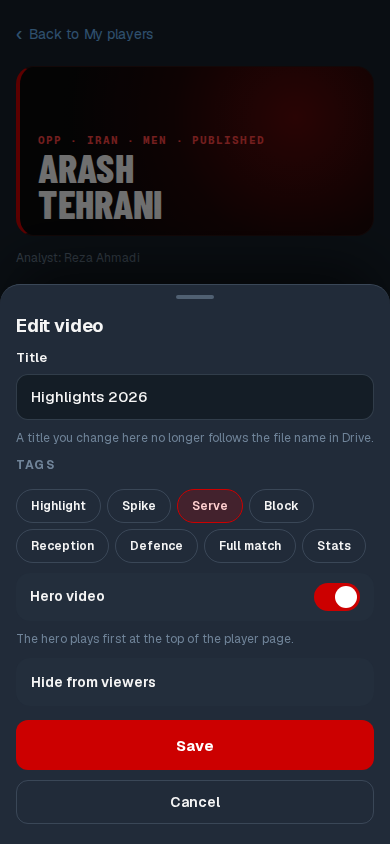 ‹ Back to My players
OPP · IRAN · MEN · PUBLISHED
ARASH
TEHRANI
Analyst: Reza Ahmadi
Edit video
Title
Highlights 2026
A title you change here no longer follows the file name in Drive.
TAGS
Highlight Spike Serve Block
Reception Defence Full match Stats
Hero video
The hero plays first at the top of the player page.
Hide from viewers
Save
Cancel